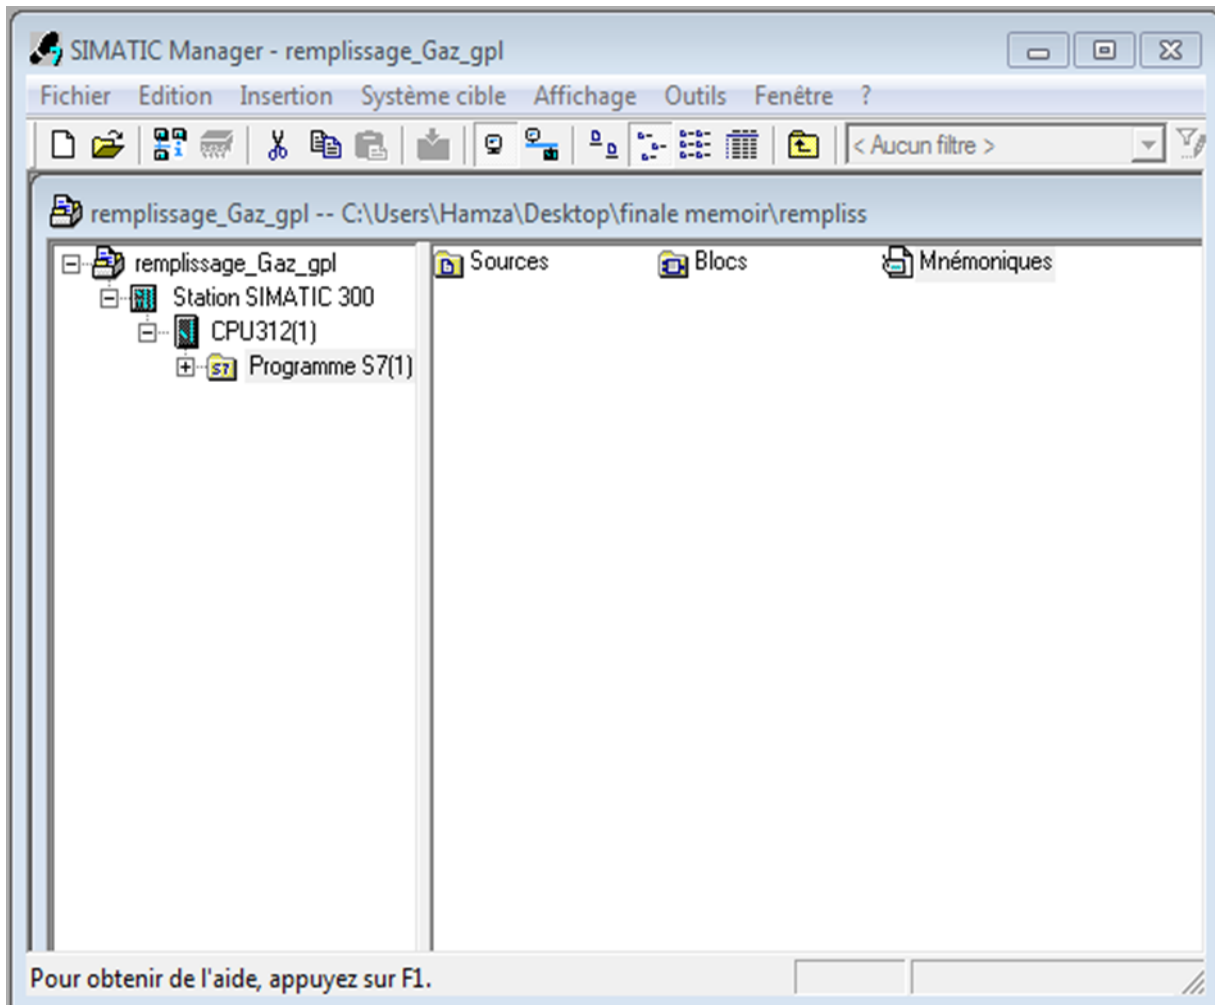 SIMATIC Manager - remplissage_Gaz_gpl
Fichier Edition Insertion Système cible Affichage Outils Fenêtre ?
< Aucun filtre >
remplissage_Gaz_gpl -- C:\Users\Hamza\Desktop\finale memoir\rempliss
remplissage_Gaz_gpl
Station SIMATIC 300
CPU312(1)
S7 Programme S7(1)
Sources Blocs Mnémoniques
Pour obtenir de l'aide, appuyez sur F1.